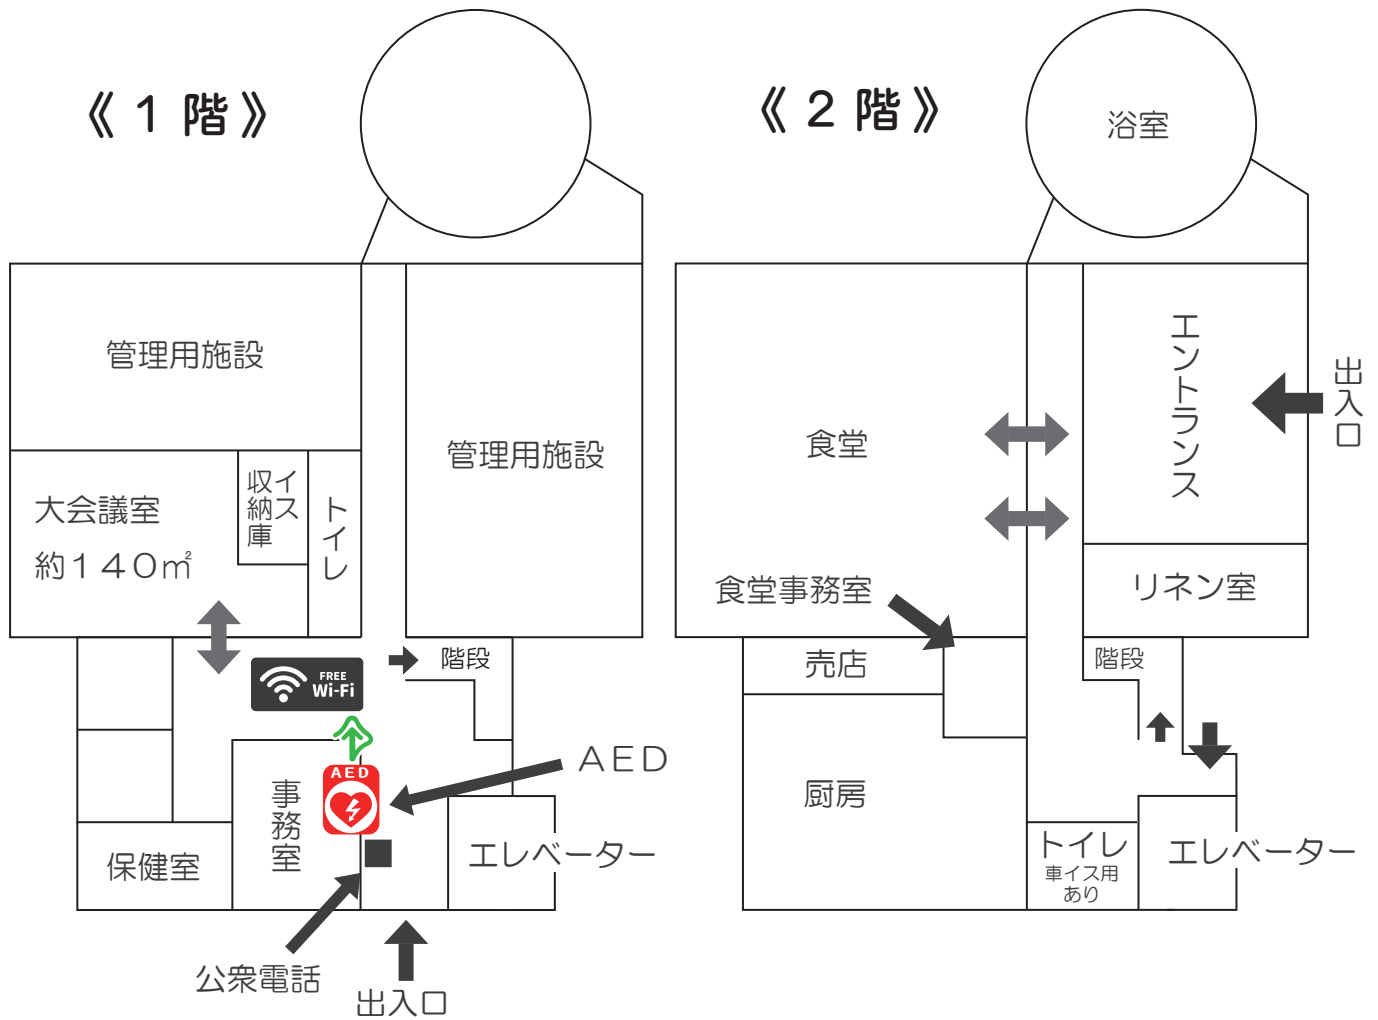 《１階》
管理用施設
管理用施設
大会議室
約１４０㎡
イス
収納庫
トイレ
FREE
Wi-Fi
階段
AED
ＡＥＤ
事務室
保健室
エレベーター
公衆電話
出入口
《２階》
浴室
エントランス
出入口
食堂
リネン室
食堂事務室
売店
階段
厨房
トイレ
車イス用
あり
エレベーター